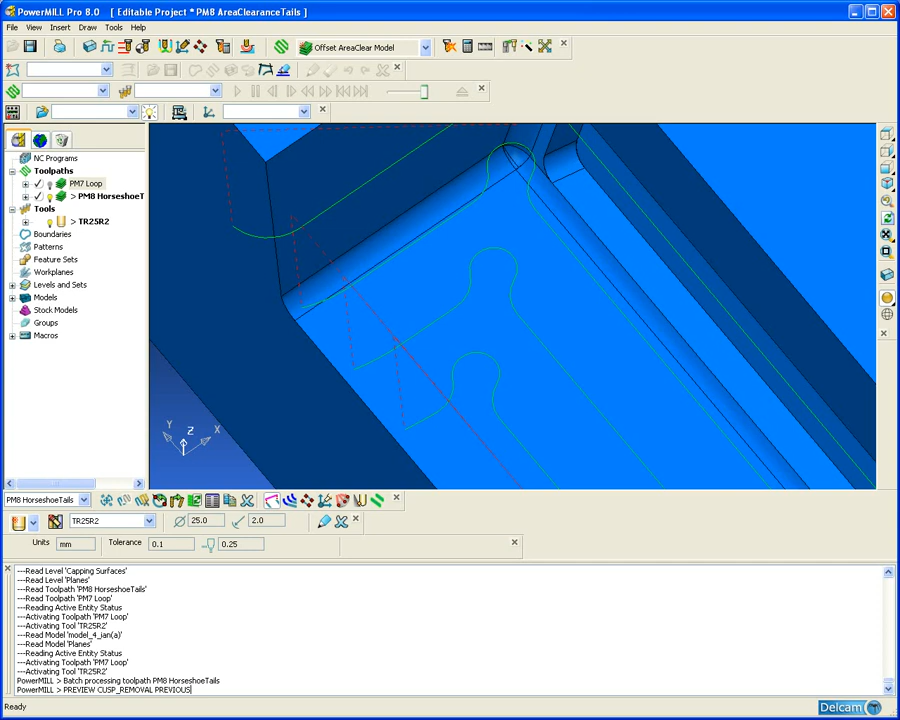 PowerMILL Pro 8.0 [ Editable Project * PM8 AreaClearanceTails ]
File View Insert Draw Tools Help
Offset AreaClear Model
NC Programs
Toolpaths
PM7 Loop
> PM8 HorseshoeT
Tools
> TR25R2
Boundaries
Patterns
Feature Sets
Workplanes
Levels and Sets
Models
Stock Models
Groups
Macros
Y
Z
X
PM8 HorseshoeTails
TR25R2 25.0 2.0
Units mm Tolerance 0.1 0.25
---Read Level 'Capping Surfaces'
---Read Level 'Planes'
---Read Toolpath 'PM8 HorseshoeTails'
---Read Toolpath 'PM7 Loop'
---Reading Active Entity Status
---Activating Toolpath 'PM7 Loop'
---Activating Tool 'TR25R2'
---Read Model 'model_4_jan(a)'
---Read Model 'Planes'
---Reading Active Entity Status
---Activating Toolpath 'PM7 Loop'
---Activating Tool 'TR25R2'
PowerMILL > Batch processing toolpath PM8 HorseshoeTails
PowerMILL > PREVIEW CUSP_REMOVAL PREVIOUS
Ready
Delcam